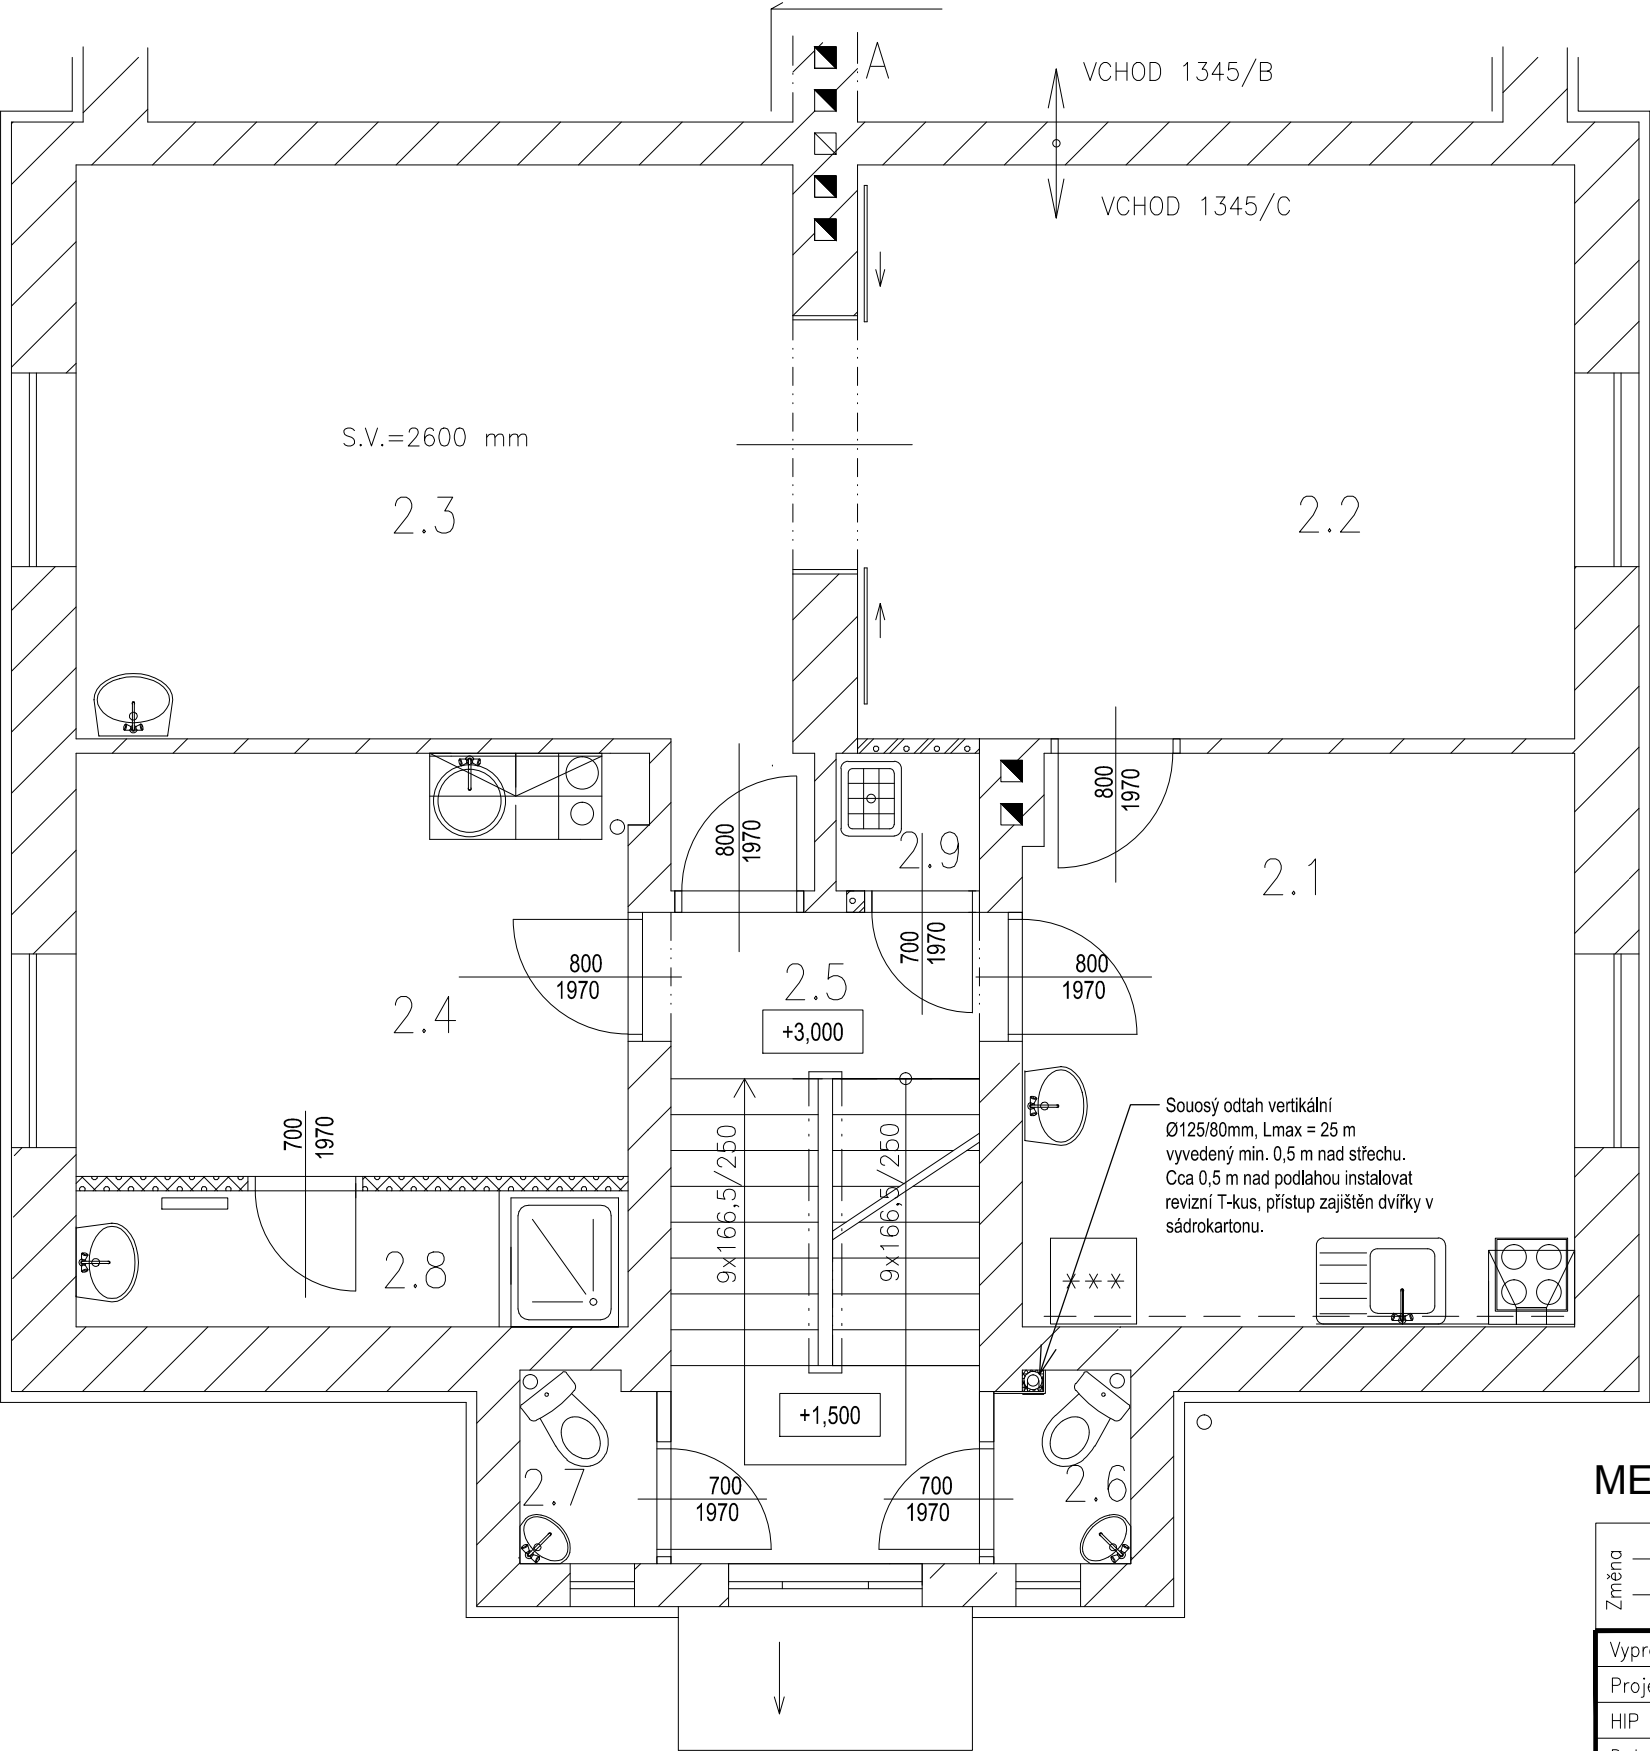 A
VCHOD 1345/B
VCHOD 1345/C
S.V.=2600 mm
2.3
2.2
800
1970
800
1970
2.9
2.1
700
1970
2.5
+3,000
800
1970
800
1970
2.4
700
1970
9x166,5/250
9x166,5/250
Souosý odtah vertikální
Ø125/80mm, Lmax = 25 m
vyvedený min. 0,5 m nad střechu.
Cca 0,5 m nad podlahou instalovat
revizní T-kus, přístup zajištěn dvířky v
sádrokartonu.
2.8
***
+1,500
2.7
700
1970
700
1970
2.6
ME
Změna
Vypr
Proje
HIP